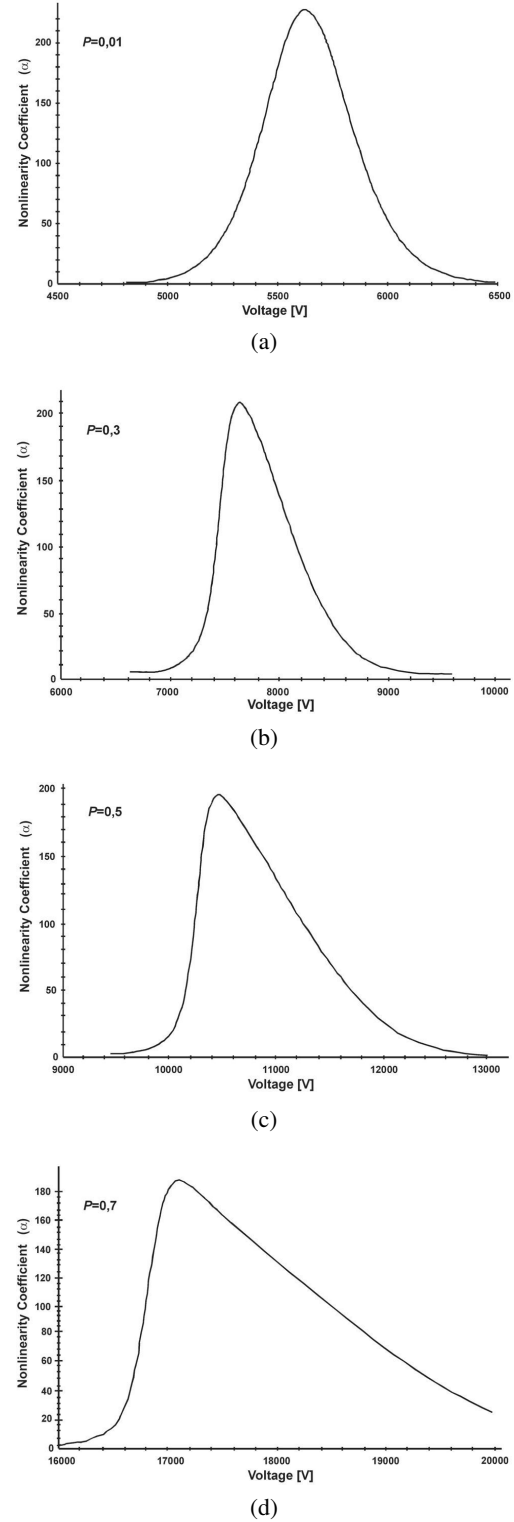 Nonlinearity Coefficient (α)
P=0,01
200
150
100
50
0
4500 5000 5500 6000 6500
Voltage [V]
(a)
Nonlinearity Coefficient (α)
P=0,3
200
150
100
50
0
6000 7000 8000 9000 10000
Voltage [V]
(b)
Nonlinearity Coefficient (α)
P=0,5
200
150
100
50
0
9000 10000 11000 12000 13000
Voltage [V]
(c)
Nonlinearity Coefficient (α)
P=0,7
180
160
140
120
100
80
60
40
20
0
16000 17000 18000 19000 20000
Voltage [V]
(d)